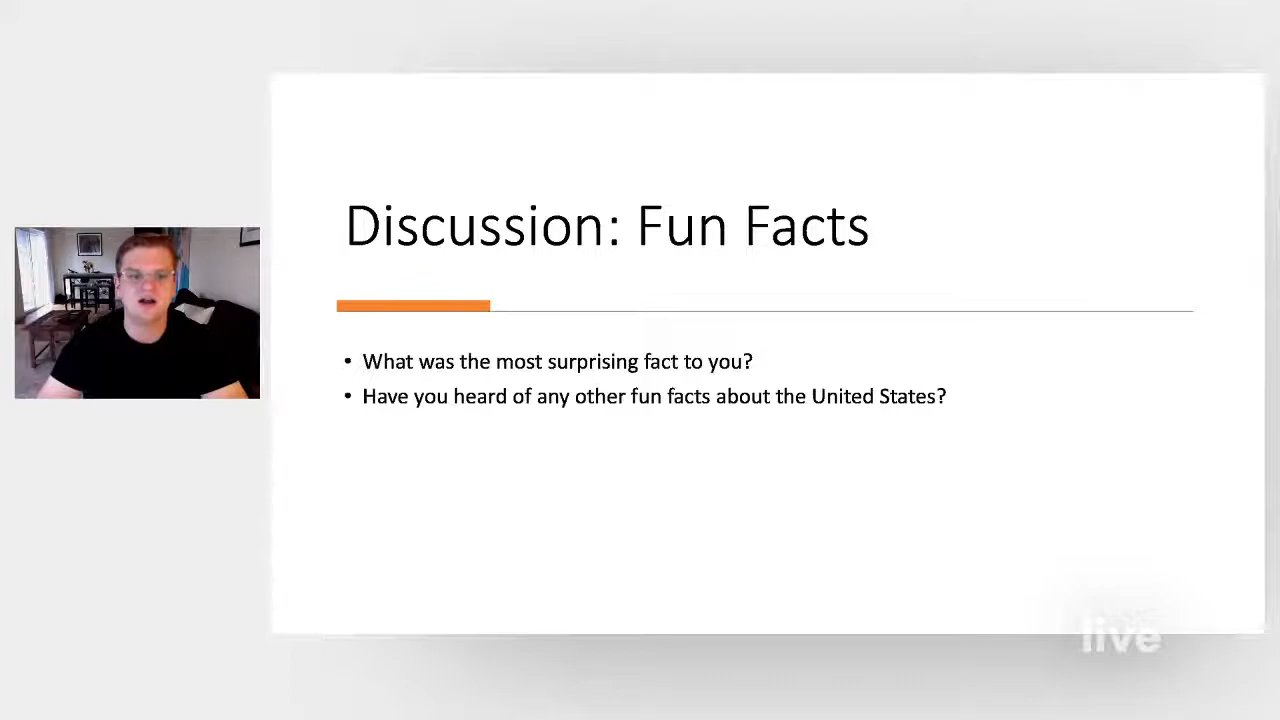 Discussion: Fun Facts
• What was the most surprising fact to you?
• Have you heard of any other fun facts about the United States?
live